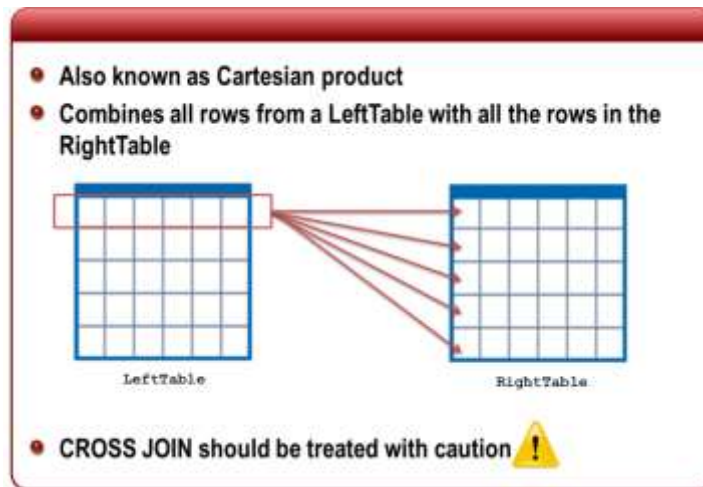 Also known as Cartesian product
Combines all rows from a LeftTable with all the rows in the
RightTable
LeftTable
RightTable
CROSS JOIN should be treated with caution